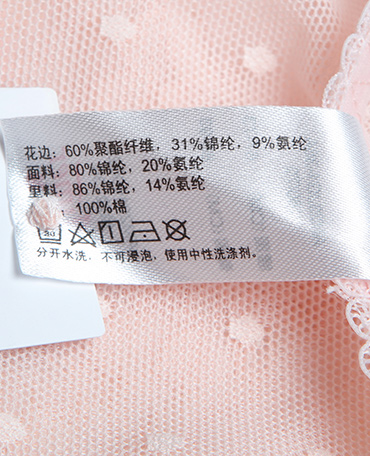 花边：60%聚酯纤维，31%锦纶，9%氨纶
面料：80%锦纶，20%氨纶
里料：86%锦纶，14%氨纶
：100%棉
分开水洗，不可浸泡，使用中性洗涤剂。